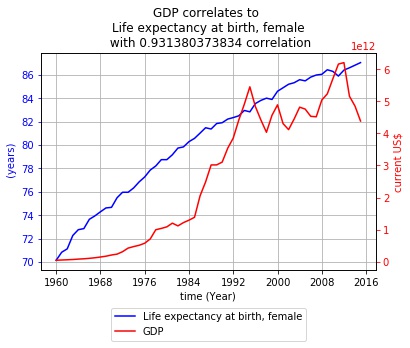 GDP correlates to
Life expectancy at birth, female
with 0.931380373834 correlation
1e12
86
84
82
80
78
76
74
72
70
(years)
6
5
4
3
2
1
0
current US$
1960 1968 1976 1984 1992 2000 2008 2016
time (Year)
Life expectancy at birth, female
GDP